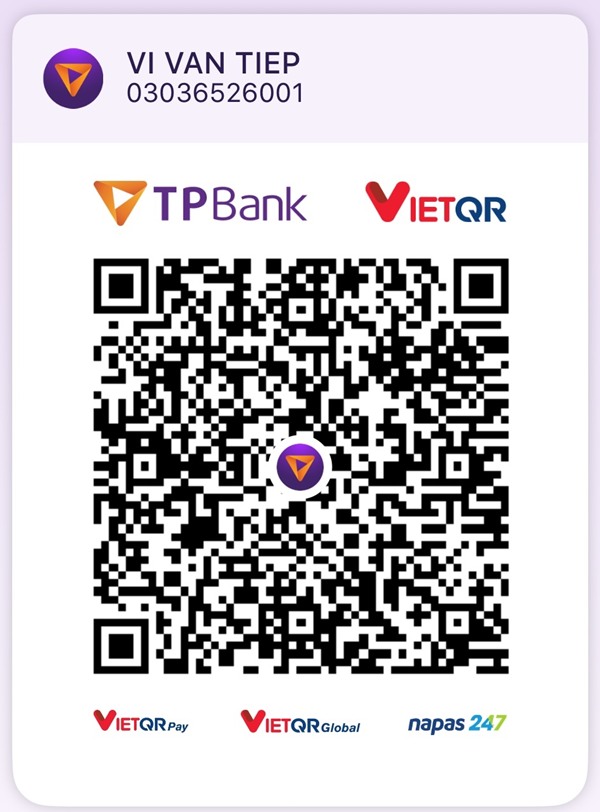 VI VAN TIEP
03036526001
TPBank
VIETQR
VIETQR Pay
VIETQR Global
napas 247